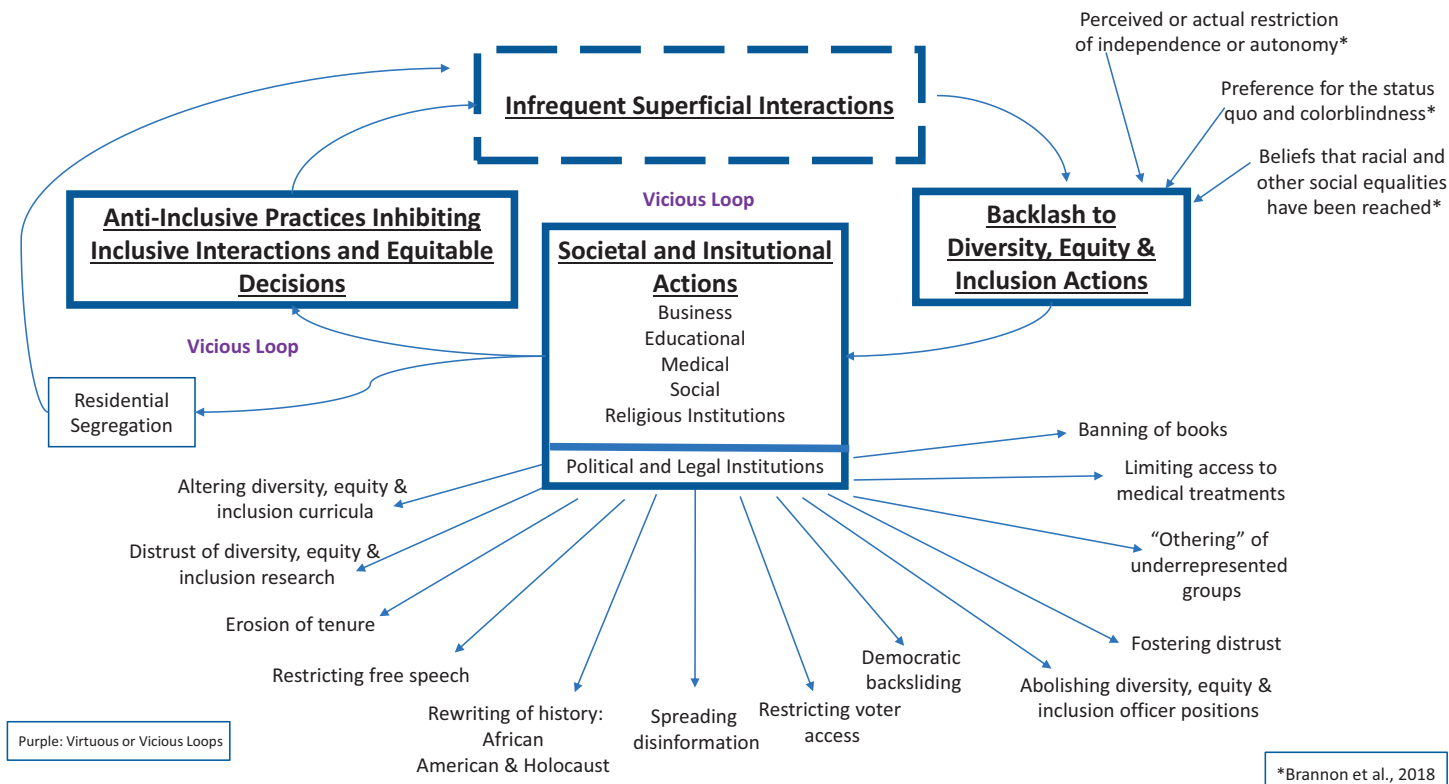 Perceived or actual restriction
of independence or autonomy*
Preference for the status
quo and colorblindness*
Beliefs that racial and
other social equalities
have been reached*
Infrequent Superficial Interactions
Vicious Loop
Anti-Inclusive Practices Inhibiting
Inclusive Interactions and Equitable
Decisions
Societal and Insitutional
Actions
Business
Educational
Medical
Social
Religious Institutions
Political and Legal Institutions
Backlash to
Diversity, Equity &
Inclusion Actions
Vicious Loop
Residential
Segregation
Altering diversity, equity &
inclusion curricula
Distrust of diversity, equity &
inclusion research
Erosion of tenure
Restricting free speech
Rewriting of history:
African
American & Holocaust
Spreading
disinformation
Restricting voter
access
Democratic
backsliding
Abolishing diversity, equity &
inclusion officer positions
Fostering distrust
“Othering” of
underrepresented
groups
Limiting access to
medical treatments
Banning of books
Purple: Virtuous or Vicious Loops
*Brannon et al., 2018